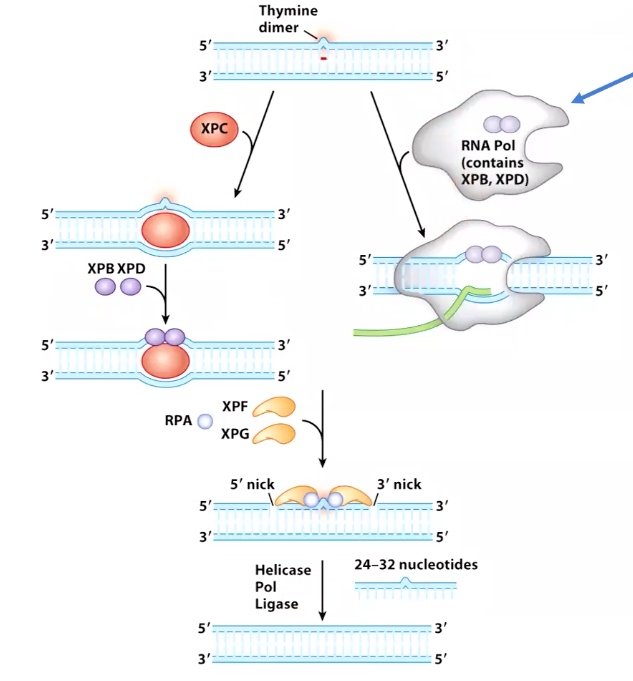 Thymine
dimer
5′ 3′
3′ 5′
XPC
RNA Pol
(contains
XPB, XPD)
5′ 3′
3′ 5′
5′ 3′
3′ 5′
XPB XPD
5′ 3′
3′ 5′
XPF
RPA
XPG
5′ nick 3′ nick
5′ 3′
3′ 5′
Helicase
Pol
Ligase
24–32 nucleotides
5′ 3′
3′ 5′